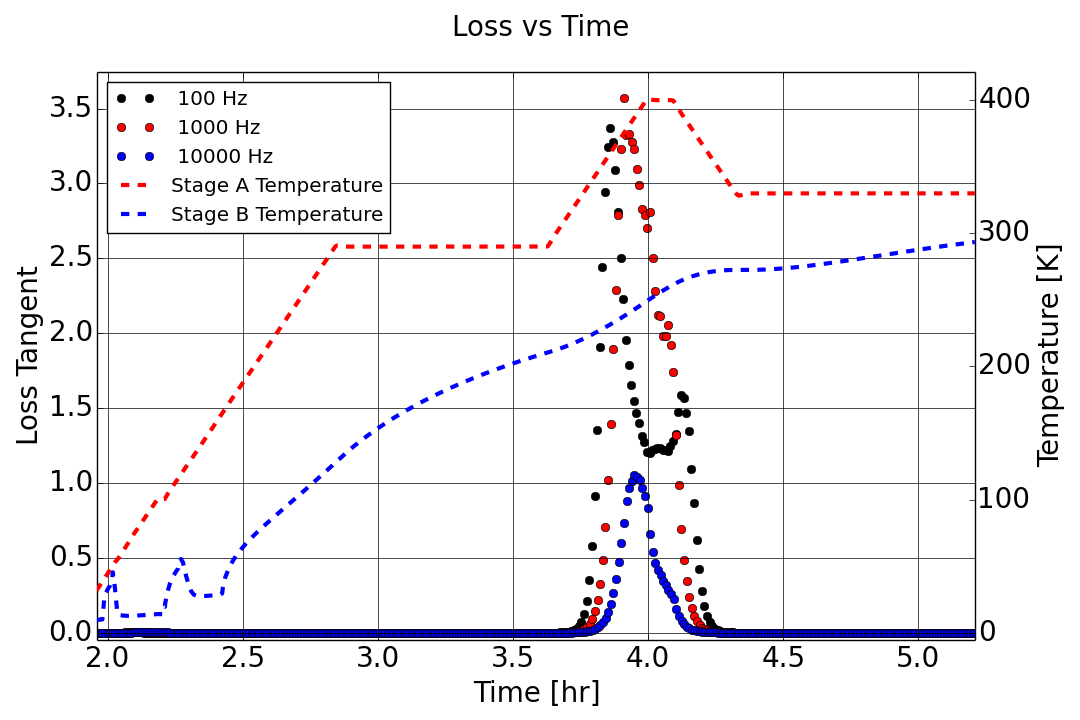 Loss vs Time
100 Hz
1000 Hz
10000 Hz
Stage A Temperature
Stage B Temperature
Loss Tangent
3.5
3.0
2.5
2.0
1.5
1.0
0.5
0.0
400
300
200
100
0
Temperature [K]
2.0 2.5 3.0 3.5 4.0 4.5 5.0
Time [hr]